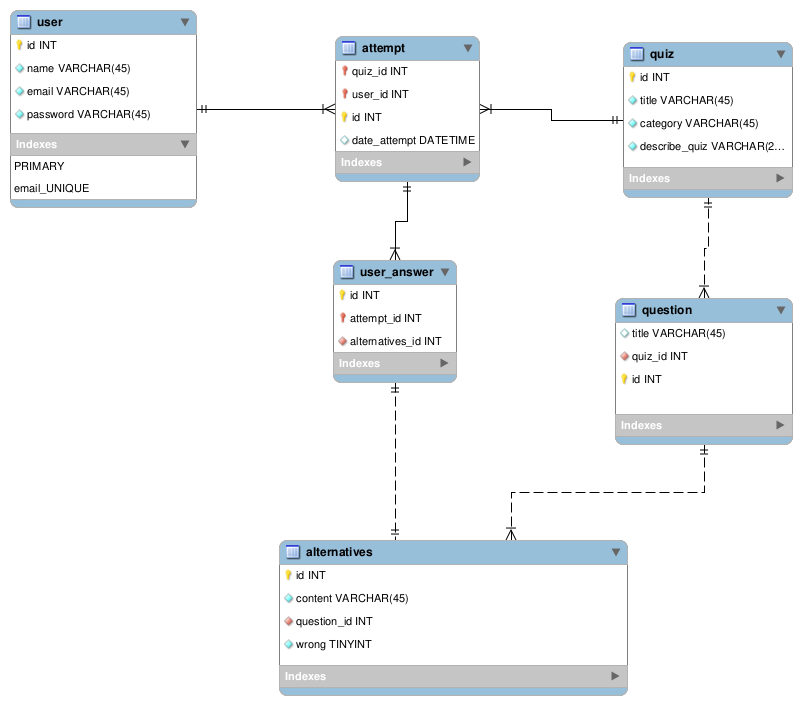 user
id INT
name VARCHAR(45)
email VARCHAR(45)
password VARCHAR(45)
Indexes
PRIMARY
email_UNIQUE
attempt
quiz_id INT
user_id INT
id INT
date_attempt DATETIME
Indexes
quiz
id INT
title VARCHAR(45)
category VARCHAR(45)
describe_quiz VARCHAR(2...
Indexes
user_answer
id INT
attempt_id INT
alternatives_id INT
Indexes
question
title VARCHAR(45)
quiz_id INT
id INT
Indexes
alternatives
id INT
content VARCHAR(45)
question_id INT
wrong TINYINT
Indexes